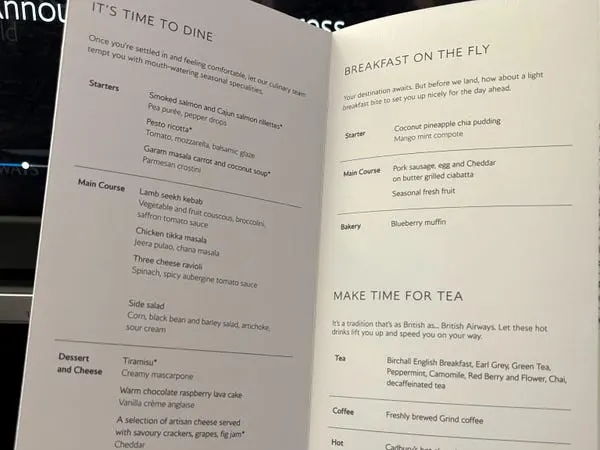 Annou
ess
IT'S TIME TO DINE
Once you're settled in and feeling comfortable, let our culinary team
tempt you with mouth-watering seasonal specialities.
Starters
Smoked salmon and Cajun salmon rillettes*
Pea purée, pepper drops
Pesto ricotta*
Tomato, mozzarella, balsamic glaze
Garam masala carrot and coconut soup*
Parmesan crostini
Main Course
Lamb seekh kebab
Vegetable and fruit couscous, broccolini,
saffron tomato sauce
Chicken tikka masala
Jeera pulao, chana masala
Three cheese ravioli
Spinach, spicy aubergine tomato sauce
Side salad
Corn, black bean and barley salad, artichoke,
sour cream
Dessert
and Cheese
Tiramisu*
Creamy mascarpone
Warm chocolate raspberry lava cake
Vanilla crème anglaise
A selection of artisan cheese served
with savoury crackers, grapes, fig jam*
Cheddar
BREAKFAST ON THE FLY
Your destination awaits. But before we land, how about a light
breakfast bite to set you up nicely for the day ahead.
Starter
Coconut pineapple chia pudding
Mango mint compote
Main Course
Pork sausage, egg and Cheddar
on butter grilled ciabatta
Seasonal fresh fruit
Bakery
Blueberry muffin
MAKE TIME FOR TEA
It's a tradition that's as British as... British Airways. Let these hot
drinks lift you up and speed you on your way.
Tea
Birchall English Breakfast, Earl Grey, Green Tea,
Peppermint, Camomile, Red Berry and Flower, Chai,
decaffeinated tea
Coffee
Freshly brewed Grind coffee
Hot